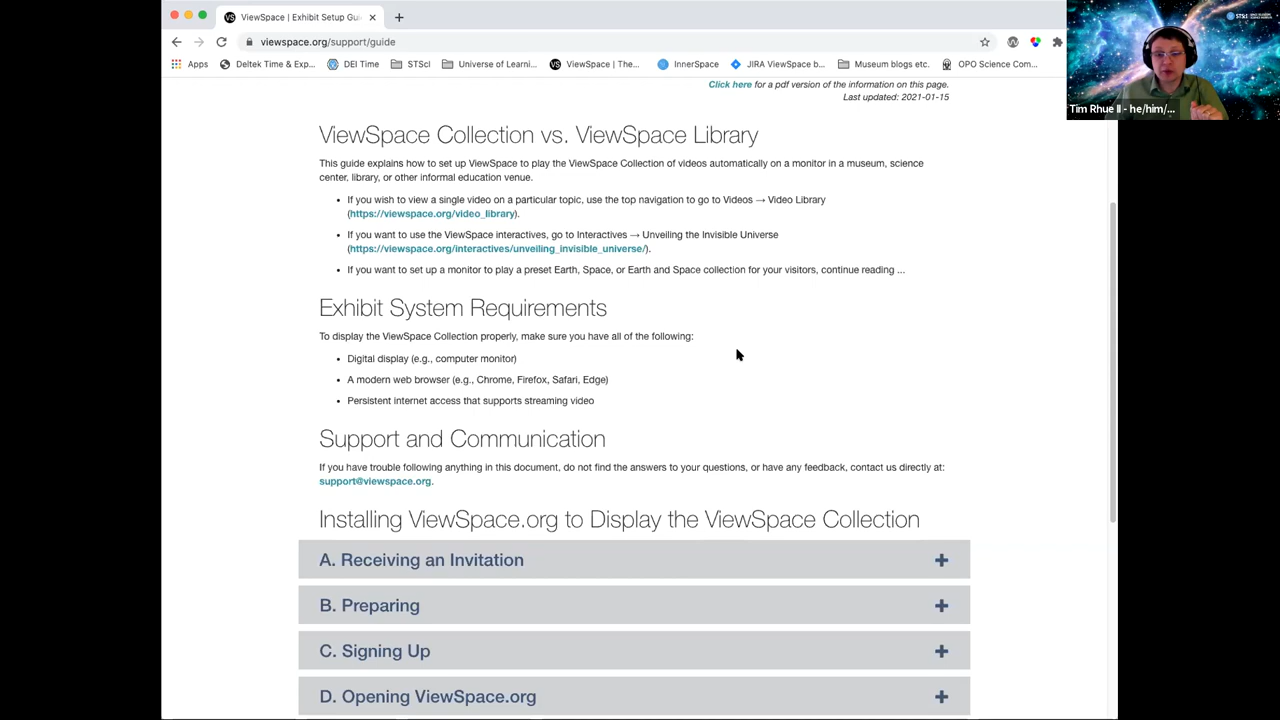 VS ViewSpace | Exhibit Setup Gui
viewspace.org/support/guide
Apps Deltek Time & Exp... DEI Time STScI Universe of Learni... ViewSpace | The... InnerSpace JIRA ViewSpace b... Museum blogs etc. OPO Science Com...
STScI
Tim Rhue II - he/him/...
Click here for a pdf version of the information on this page.
Last updated: 2021-01-15
ViewSpace Collection vs. ViewSpace Library
This guide explains how to set up ViewSpace to play the ViewSpace Collection of videos automatically on a monitor in a museum, science
center, library, or other informal education venue.
• If you wish to view a single video on a particular topic, use the top navigation to go to Videos → Video Library
(https://viewspace.org/video_library).
• If you want to use the ViewSpace interactives, go to Interactives → Unveiling the Invisible Universe
(https://viewspace.org/interactives/unveiling_invisible_universe/).
• If you want to set up a monitor to play a preset Earth, Space, or Earth and Space collection for your visitors, continue reading ...
Exhibit System Requirements
To display the ViewSpace Collection properly, make sure you have all of the following:
• Digital display (e.g., computer monitor)
• A modern web browser (e.g., Chrome, Firefox, Safari, Edge)
• Persistent internet access that supports streaming video
Support and Communication
If you have trouble following anything in this document, do not find the answers to your questions, or have any feedback, contact us directly at:
support@viewspace.org.
Installing ViewSpace.org to Display the ViewSpace Collection
A. Receiving an Invitation
B. Preparing
C. Signing Up
D. Opening ViewSpace.org